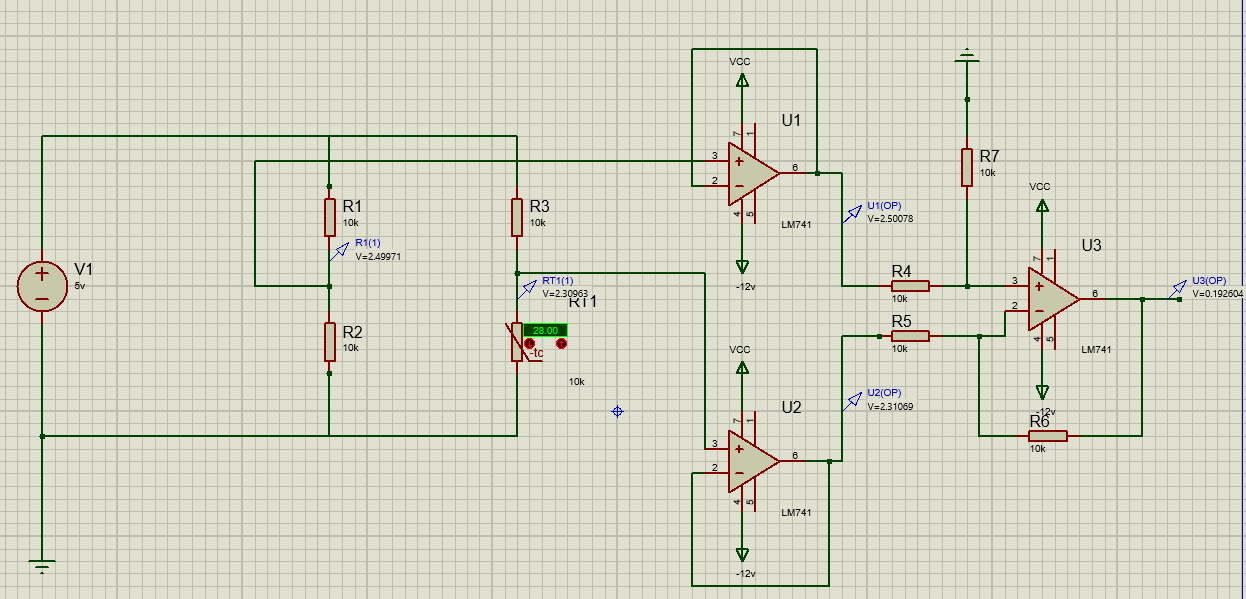 VCC
7
1
U1
3
2
6
4
5
LM741
-12v
R7
10k
VCC
U1(OP)
V=2.50078
R1
10k
R3
10k
R1(1)
V=2.49971
V1
5v
RT1(1)
V=2.30963
RT1
28.00
-tc
10k
R2
10k
R4
10k
R5
10k
7
1
U3
3
2
6
4
5
LM741
-12v
U3(OP)
V=0.192604
R6
10k
VCC
U2(OP)
V=2.31069
7
1
U2
3
2
6
4
5
LM741
-12v